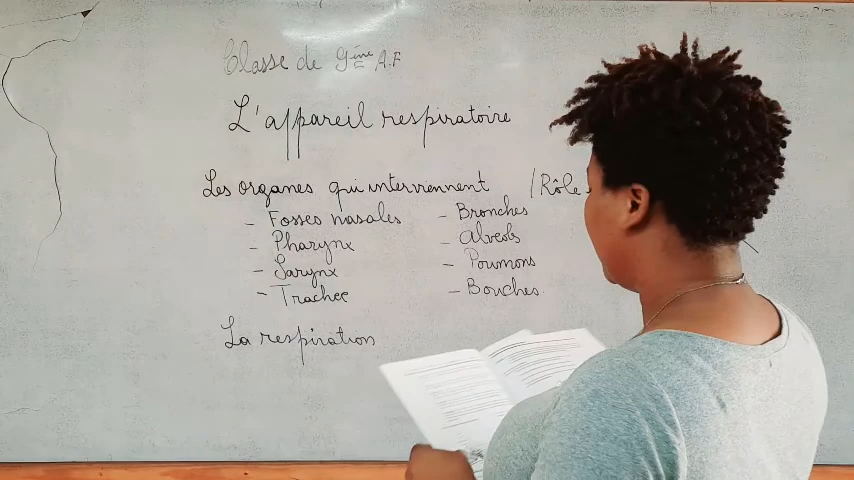 Classe de 9ème A.F
L'appareil respiratoire
Les organes qui interviennent /Rôle
- Fosses nasales
- Pharynx
- Larynx
- Trachee
- Bronches
- Alveols
- Poumons
- Bouches
La respiration